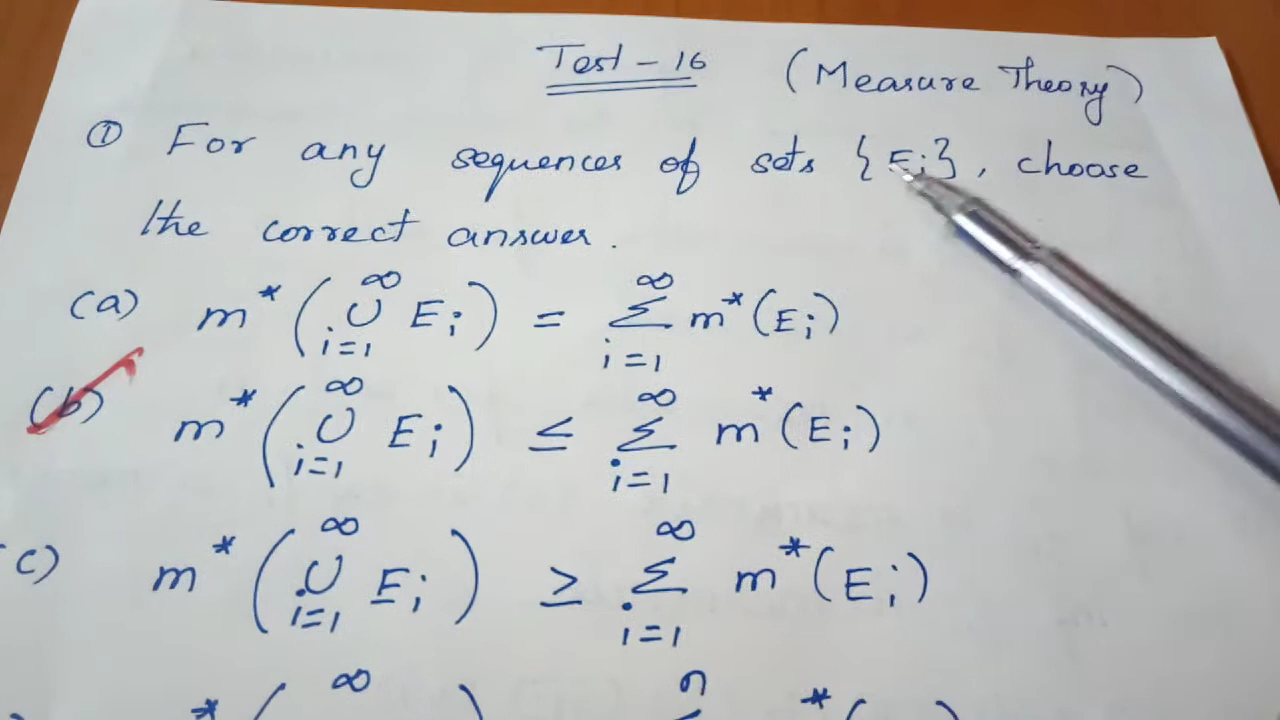 Test - 16 (Measure Theory)
① For any sequences of sets {Ei}, choose
the correct answer.
(a) m*(∞∪i=1 Ei) = ∞Σi=1 m*(Ei)
(b) m*(∞∪i=1 Ei) ≤ ∞Σi=1 m*(Ei)
(c) m*(∞∪i=1 Ei) ≥ ∞Σi=1 m*(Ei)